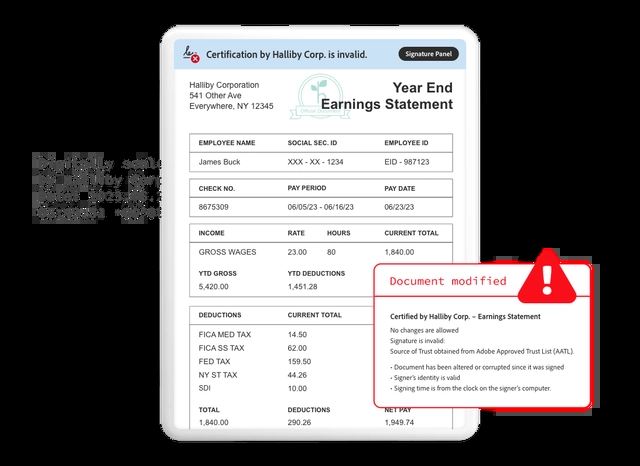 Certification by Halliby Corp. is invalid.
Signature Panel
Halliby Corporation
541 Other Ave
Everywhere, NY 12345
Official Document
Year End
Earnings Statement
EMPLOYEE NAME SOCIAL SEC. ID EMPLOYEE ID
James Buck XXX - XX - 1234 EID - 987123
CHECK NO. PAY PERIOD PAY DATE
8675309 06/05/23 - 06/16/23 06/23/23
INCOME RATE HOURS CURRENT TOTAL
GROSS WAGES 23.00 80 1,840.00
YTD GROSS YTD DEDUCTIONS
5,420.00 1,451.28
DEDUCTIONS CURRENT TOTAL
FICA MED TAX 14.50
FICA SS TAX 62.00
FED TAX 159.50
NY ST TAX 44.26
SDI 10.00
TOTAL DEDUCTIONS NET PAY
1,840.00 290.26 1,949.74
Document modified
Certified by Halliby Corp. – Earnings Statement
No changes are allowed
Signature is invalid:
Source of Trust obtained from Adobe Approved Trust List (AATL).
• Document has been altered or corrupted since it was signed
• Signer's identity is valid
• Signing time is from the clock on the signer's computer.